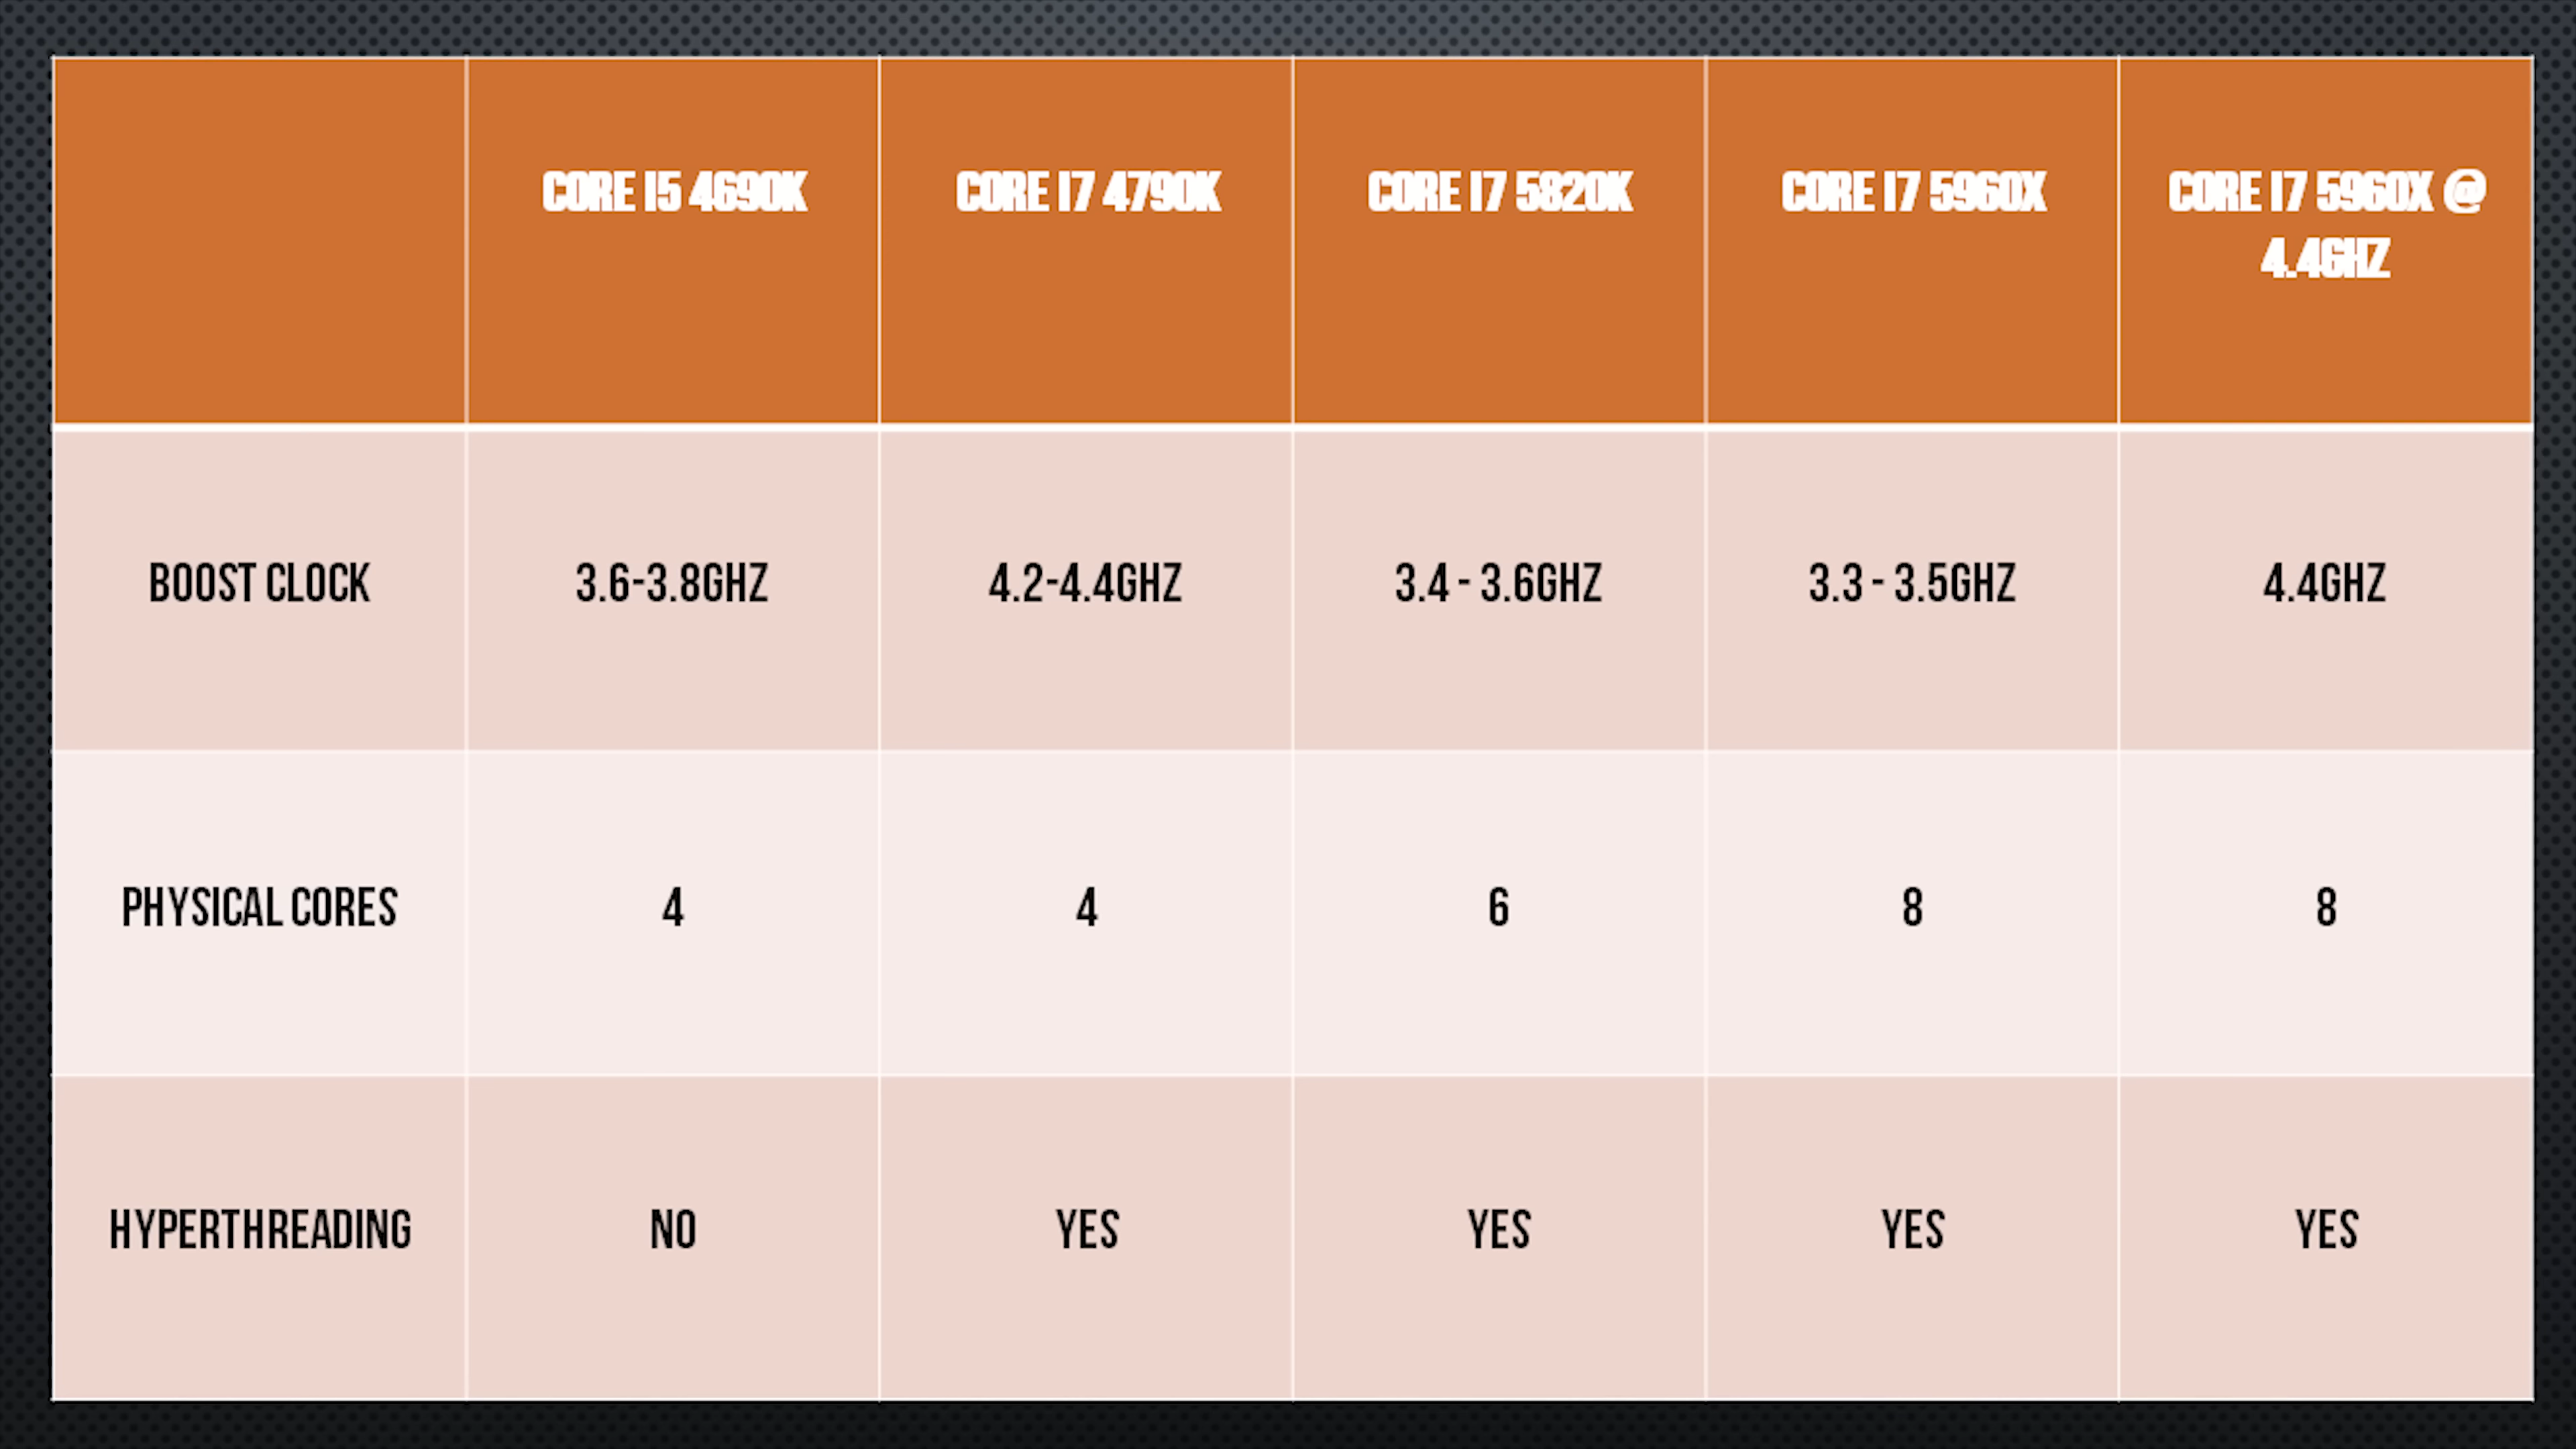 CORE I5 4690K CORE I7 4790K CORE I7 5820K CORE I7 5960X CORE I7 5960X @
4.4GHZ
BOOST CLOCK 3.6-3.8GHZ 4.2-4.4GHZ 3.4 - 3.6GHZ 3.3 - 3.5GHZ 4.4GHZ
PHYSICAL CORES 4 4 6 8 8
HYPERTHREADING NO YES YES YES YES